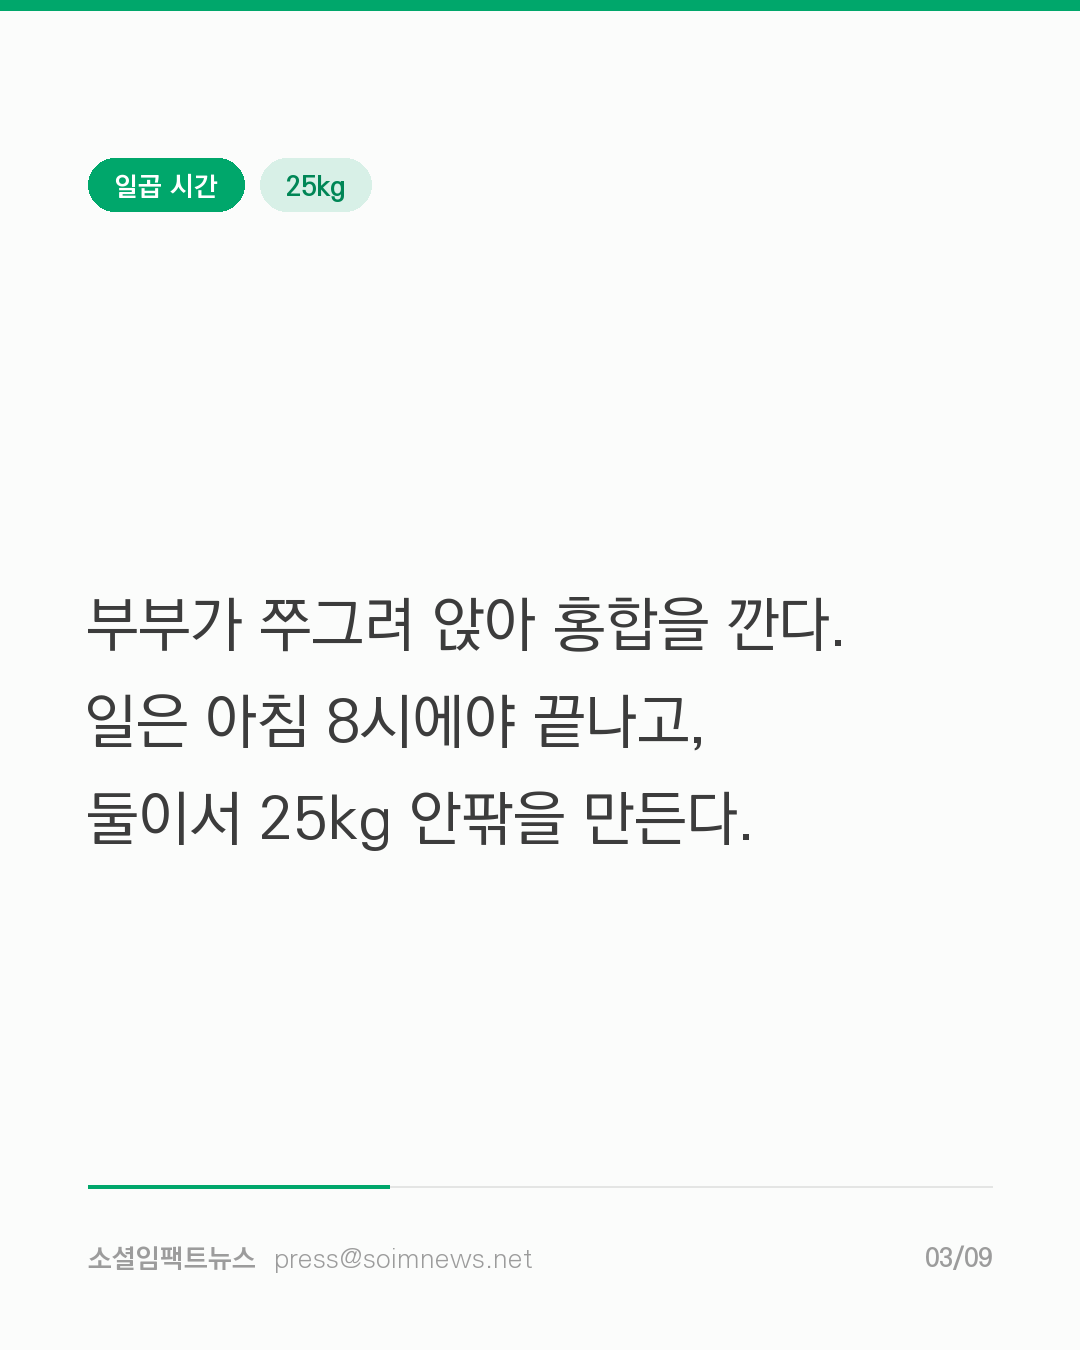 일곱 시간 25kg
부부가 쭈그려 앉아 홍합을 깐다.
일은 아침 8시에야 끝나고,
둘이서 25kg 안팎을 만든다.
소셜임팩트뉴스 press@soimnews.net 03/09